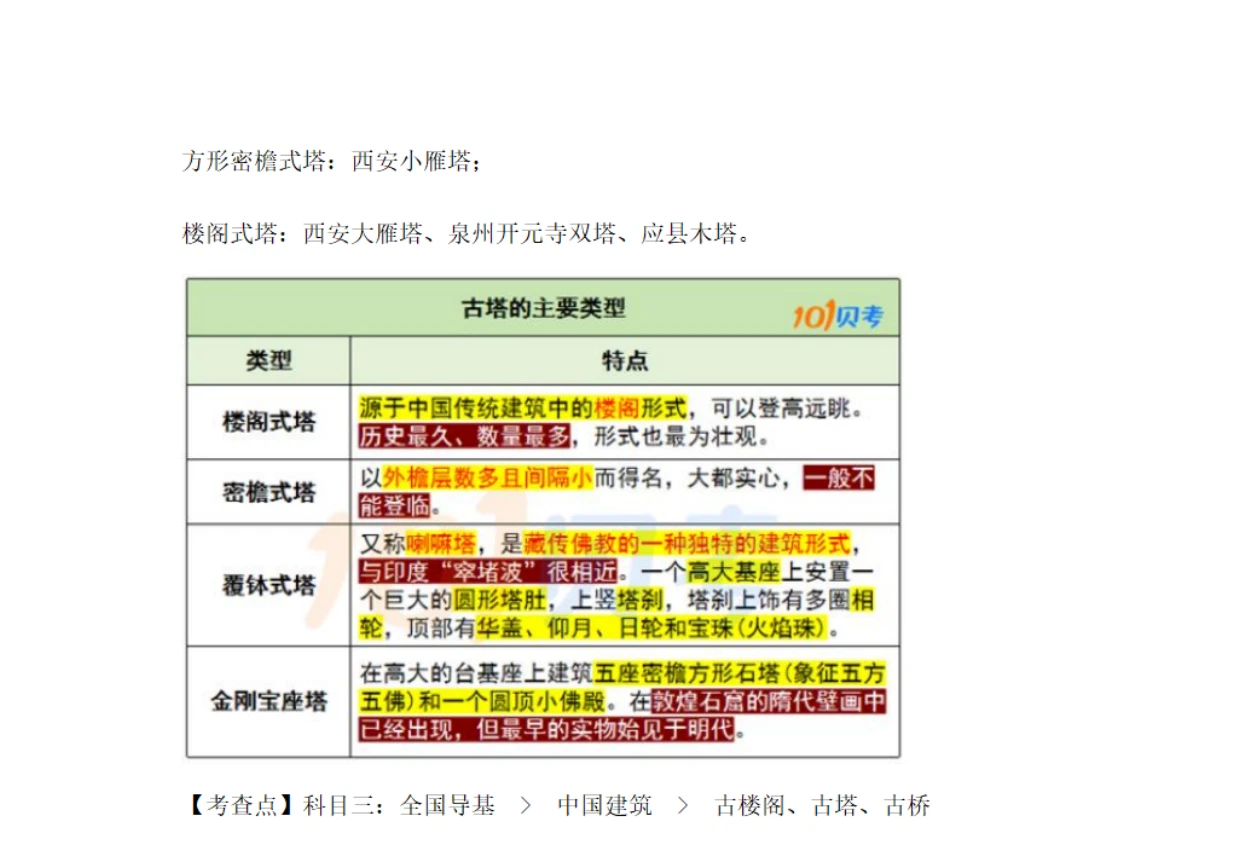 方形密檐式塔：西安小雁塔；
楼阁式塔：西安大雁塔、泉州开元寺双塔、应县木塔。
古塔的主要类型
101贝考
类型
特点
楼阁式塔
源于中国传统建筑中的楼阁形式，可以登高远眺。
历史最久、数量最多，形式也最为壮观。
密檐式塔
以外檐层数多且间隔小而得名，大都实心，一般不
能登临。
覆钵式塔
又称喇嘛塔，是藏传佛教的一种独特的建筑形式，
与印度“窣堵波”很相近。一个高大基座上安置一
个巨大的圆形塔肚，上竖塔刹，塔刹上饰有多圈相
轮，顶部有华盖、仰月、日轮和宝珠(火焰珠)。
金刚宝座塔
在高大的台基座上建筑五座密檐方形石塔(象征五方
五佛)和一个圆顶小佛殿。在敦煌石窟的隋代壁画中
已经出现，但最早的实物始见于明代。
101贝考
【考查点】科目三：全国导基 > 中国建筑 > 古楼阁、古塔、古桥